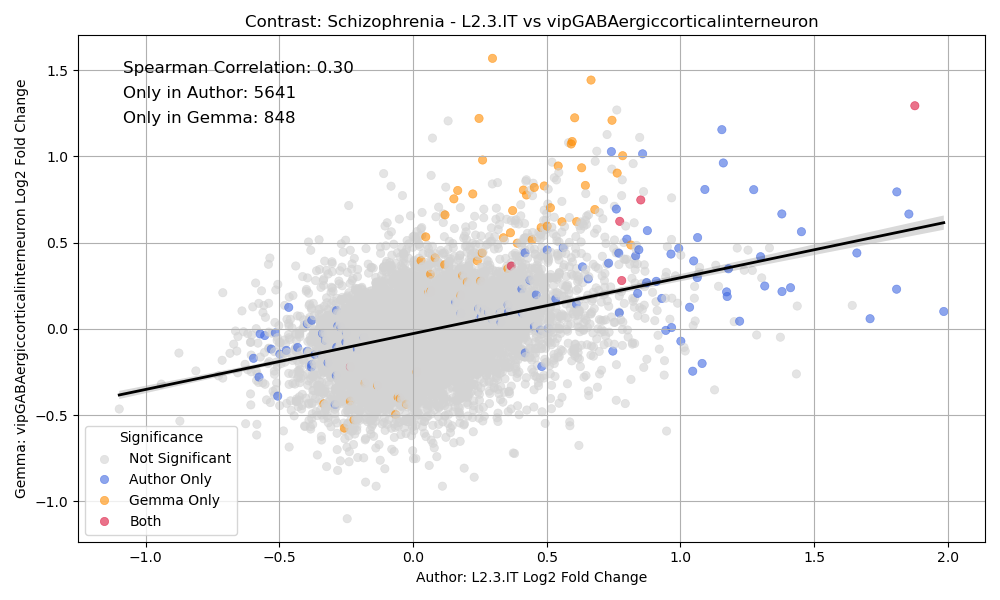 Contrast: Schizophrenia - L2.3.IT vs vipGABAergiccorticalinterneuron
Spearman Correlation: 0.30
Only in Author: 5641
Only in Gemma: 848
Gemma: vipGABAergiccorticalinterneuron Log2 Fold Change
1.5
1.0
0.5
0.0
−0.5
−1.0
Significance
Not Significant
Author Only
Gemma Only
Both
−1.0 −0.5 0.0 0.5 1.0 1.5 2.0
Author: L2.3.IT Log2 Fold Change